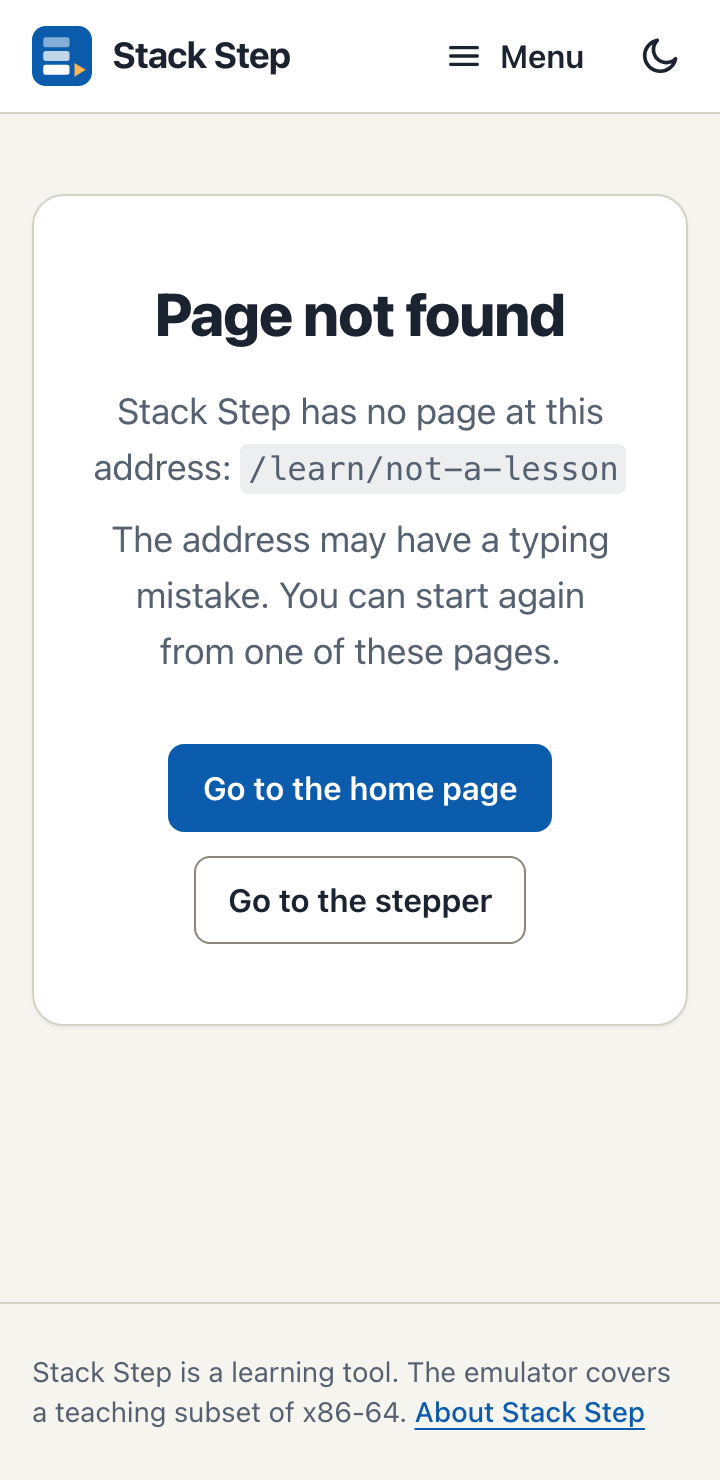 Stack Step
Menu
Page not found
Stack Step has no page at this
address: /learn/not-a-lesson
The address may have a typing
mistake. You can start again
from one of these pages.
Go to the home page
Go to the stepper
Stack Step is a learning tool. The emulator covers
a teaching subset of x86-64. About Stack Step